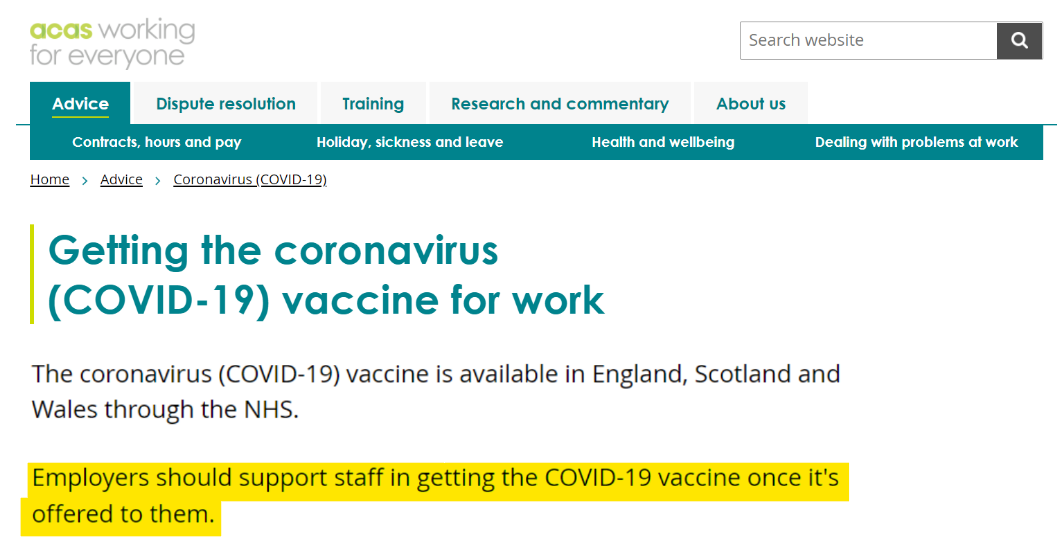 acas working
for everyone
Search website
Advice Dispute resolution Training Research and commentary About us
Contracts, hours and pay Holiday, sickness and leave Health and wellbeing Dealing with problems at work
Home > Advice > Coronavirus (COVID-19)
Getting the coronavirus
(COVID-19) vaccine for work
The coronavirus (COVID-19) vaccine is available in England, Scotland and
Wales through the NHS.
Employers should support staff in getting the COVID-19 vaccine once it's
offered to them.